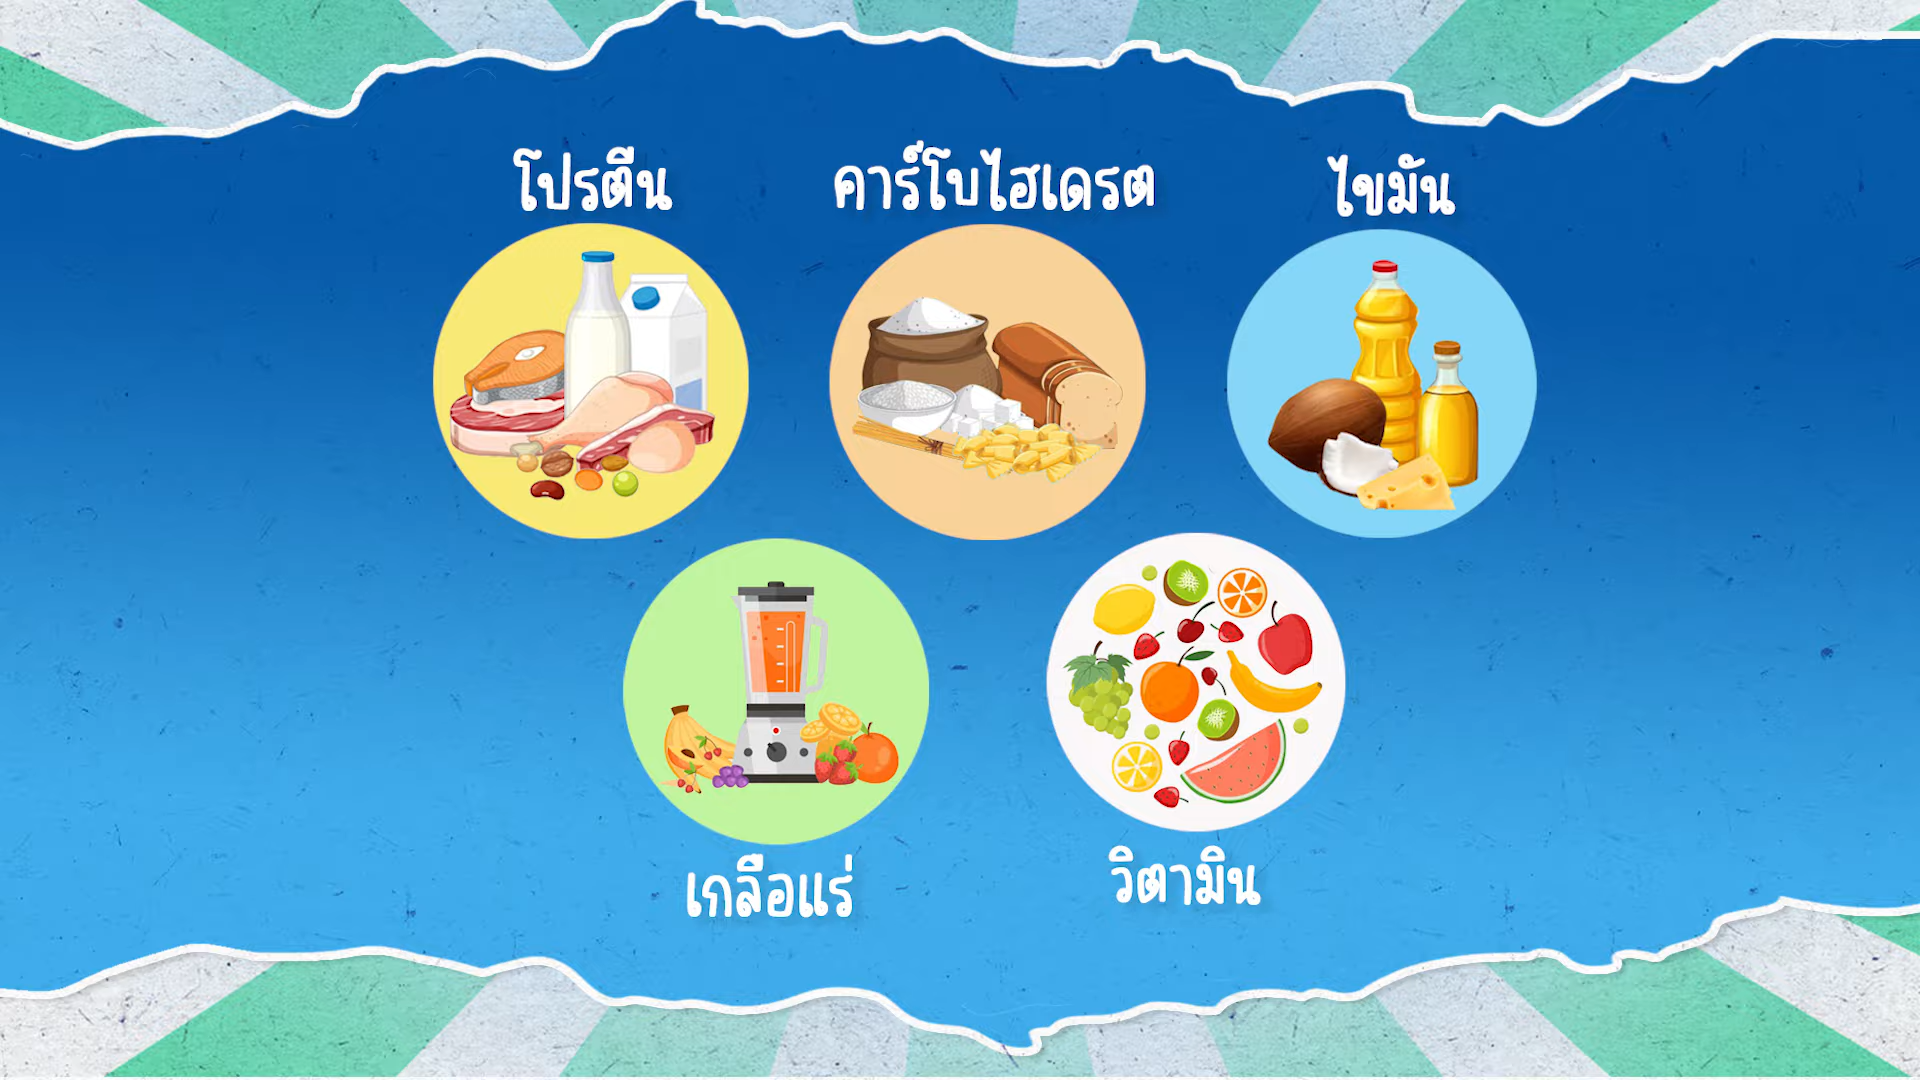 โปรตีน
คาร์โบไฮเดรต
ไขมัน
เกลือแร่
วิตามิน